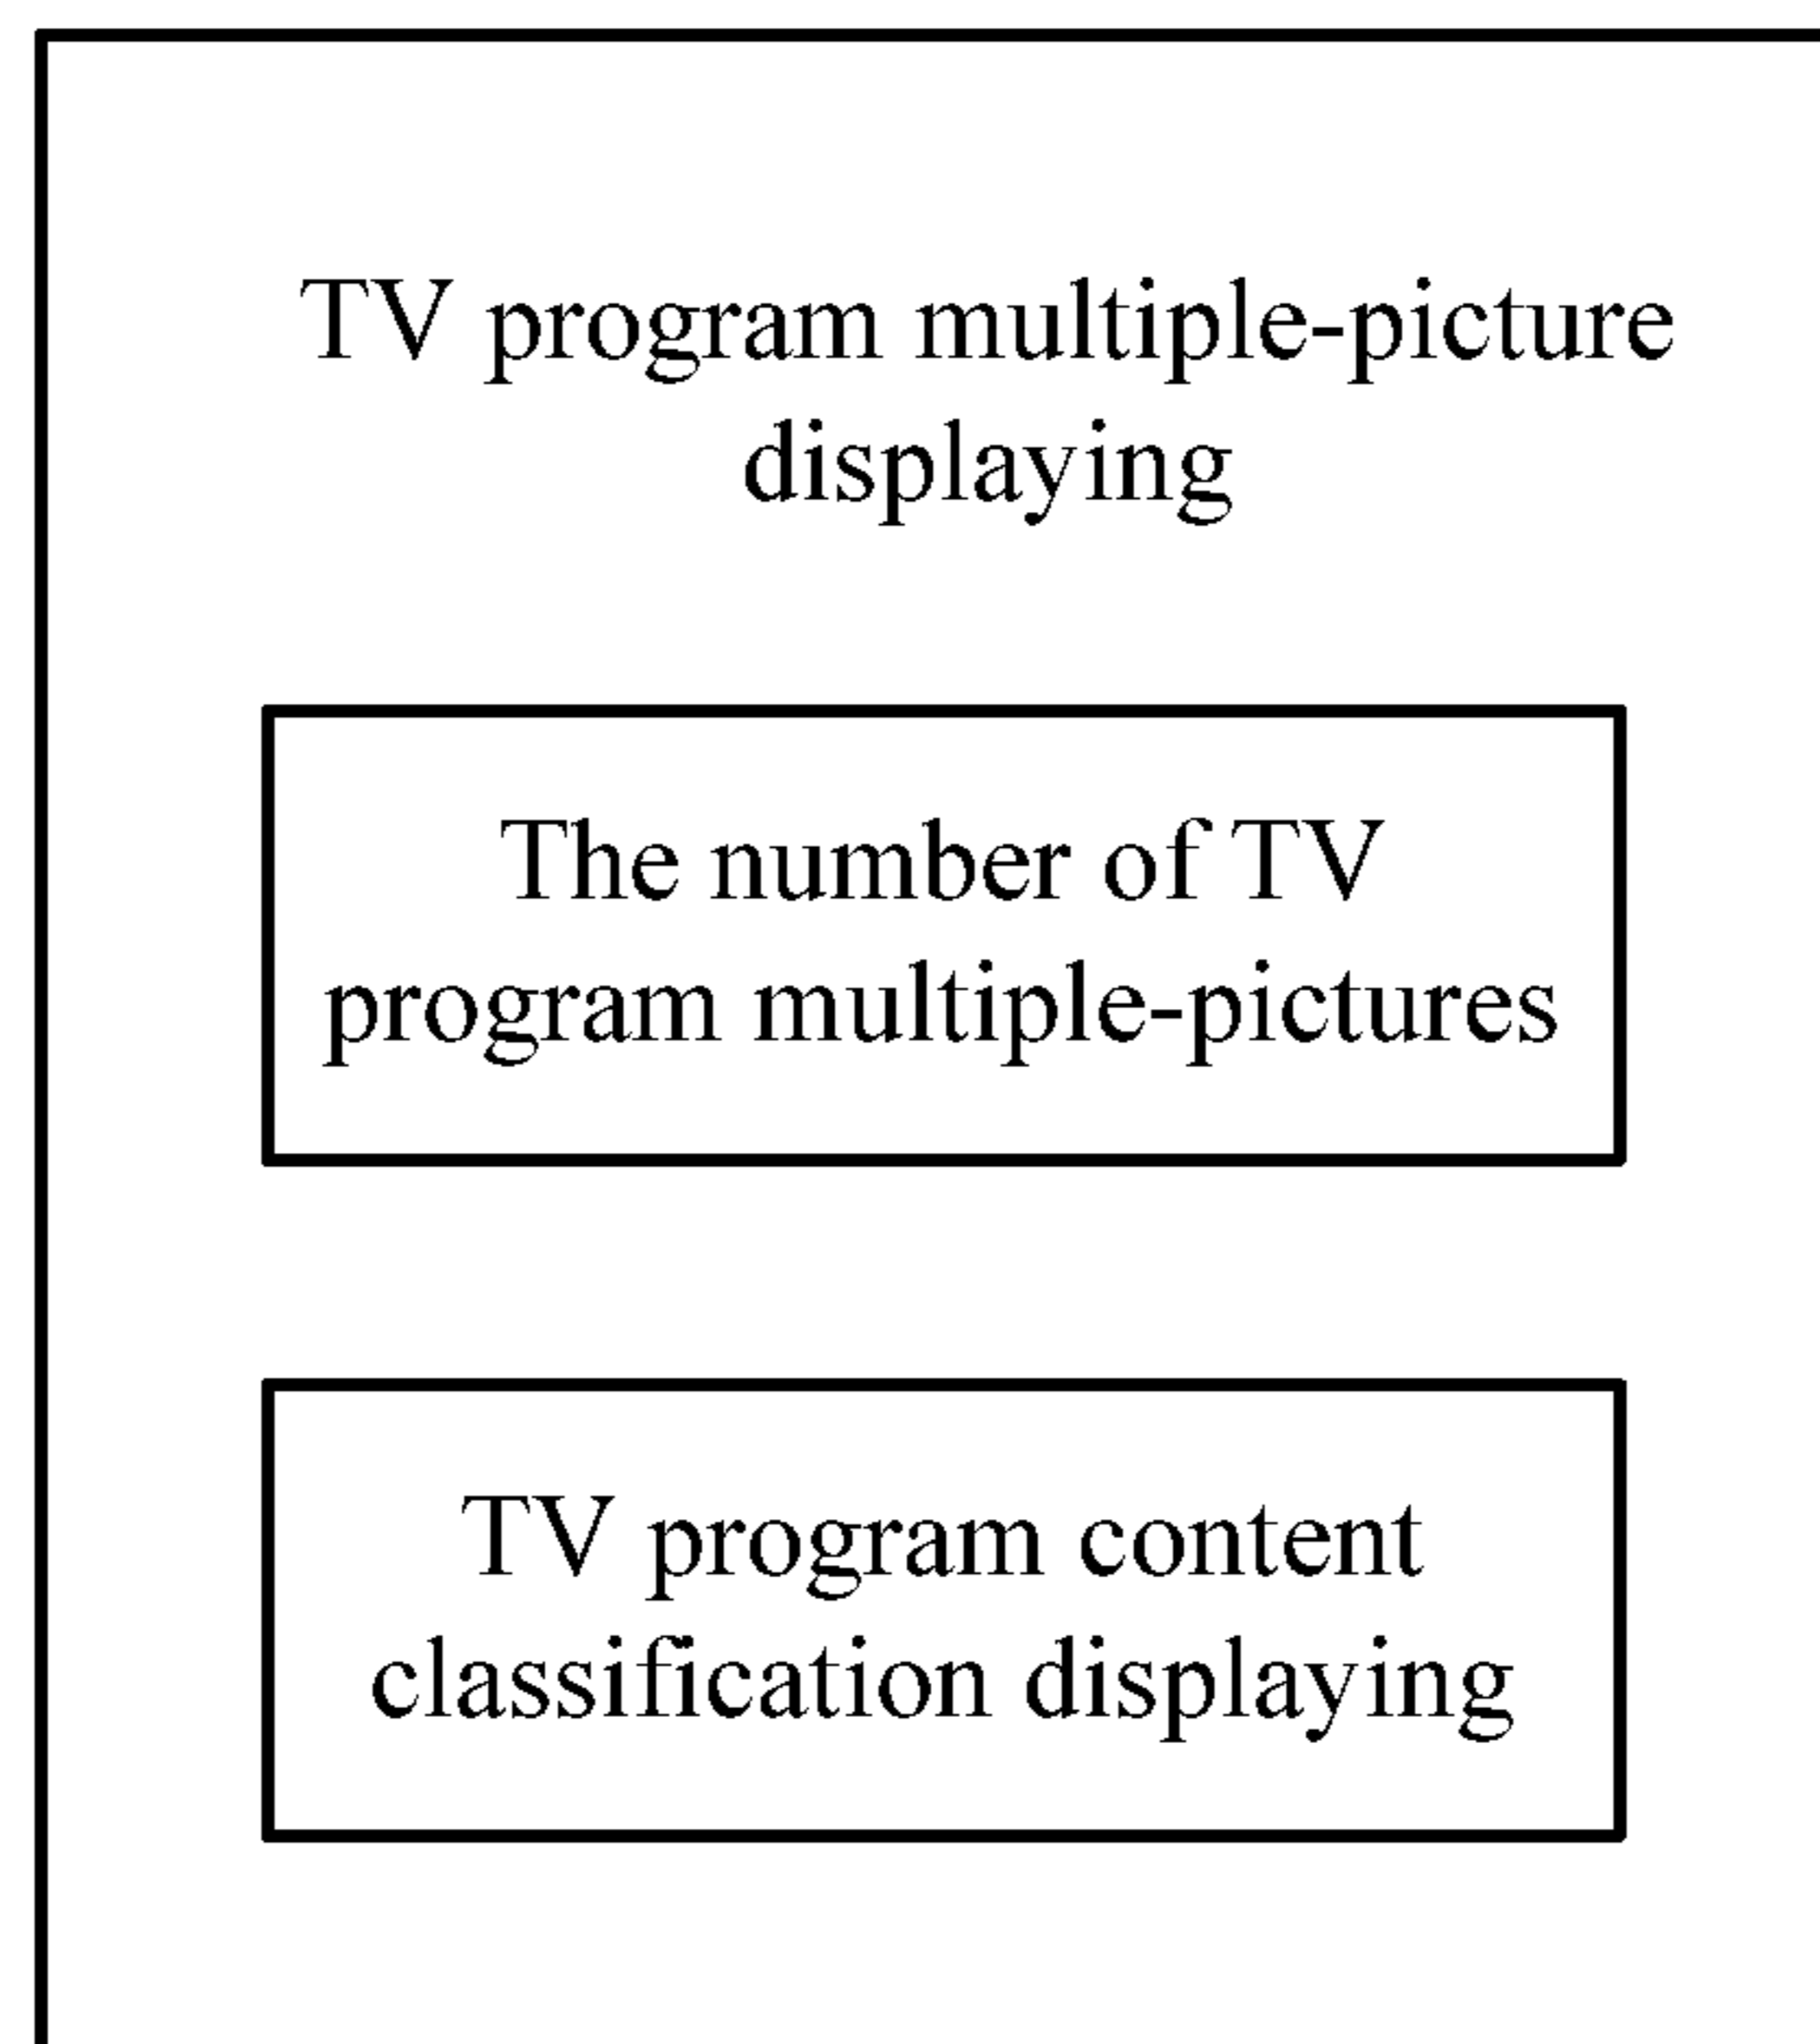 TV program multiple-picture
displaying
The number of TV
program multiple-pictures
TV program content
classification displaying